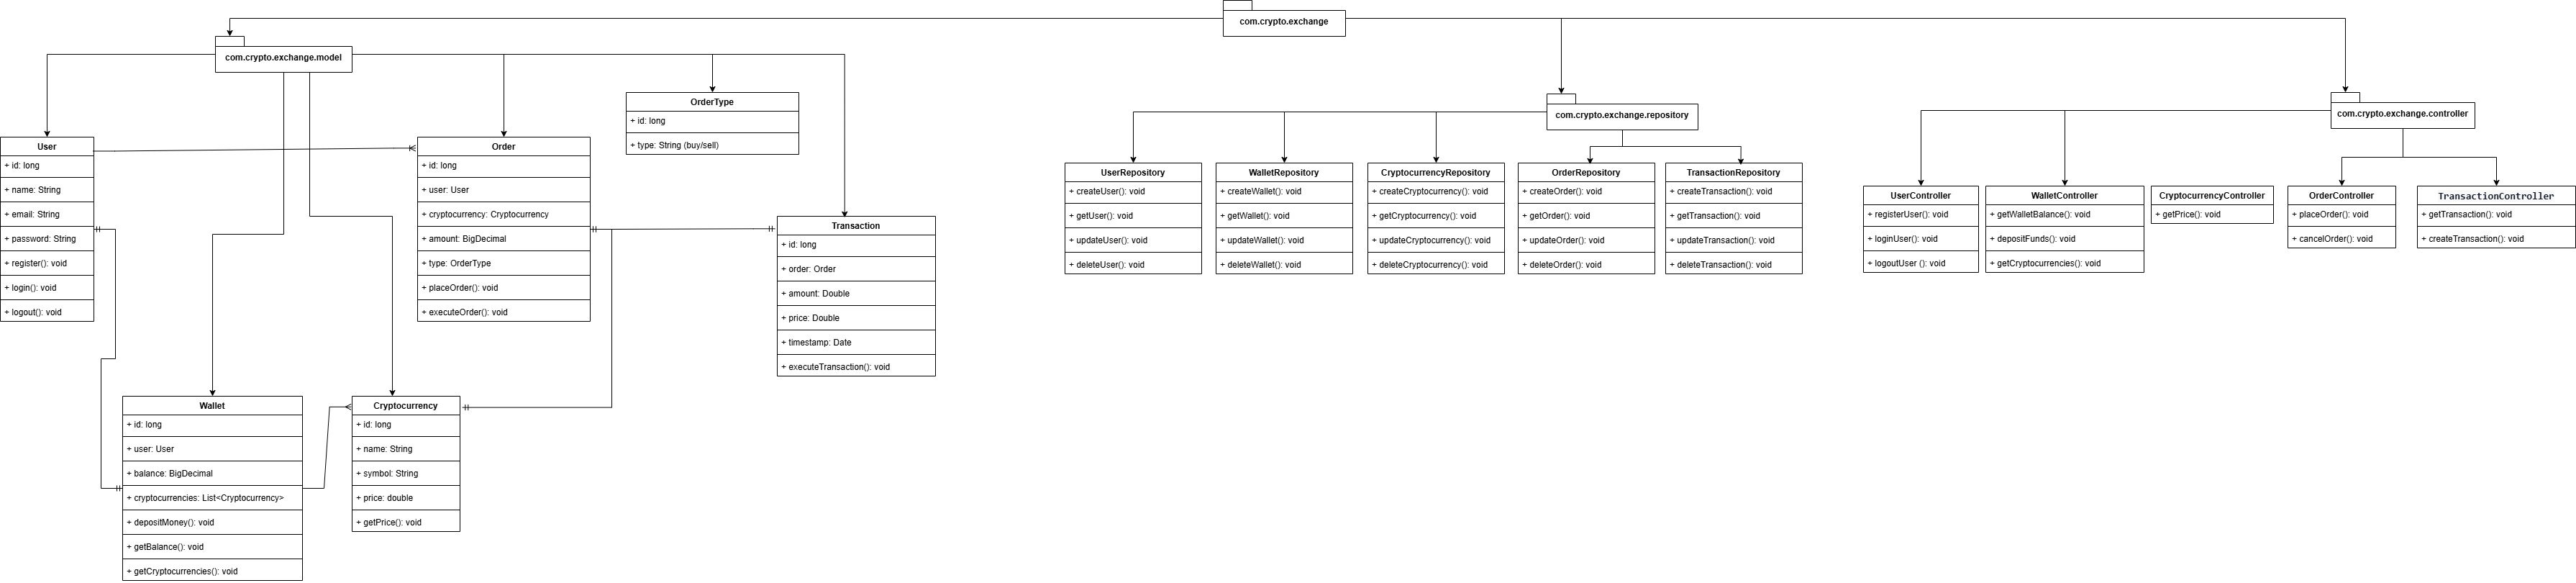 com.crypto.exchange
com.crypto.exchange.model
User
+ id: long
+ name: String
+ email: String
+ password: String
+ register(): void
+ login(): void
+ logout(): void
Order
+ id: long
+ user: User
+ cryptocurrency: Cryptocurrency
+ amount: BigDecimal
+ type: OrderType
+ placeOrder(): void
+ executeOrder(): void
OrderType
+ id: long
+ type: String (buy/sell)
Transaction
+ id: long
+ order: Order
+ amount: Double
+ price: Double
+ timestamp: Date
+ executeTransaction(): void
Wallet
+ id: long
+ user: User
+ balance: BigDecimal
+ cryptocurrencies: List<Cryptocurrency>
+ depositMoney(): void
+ getBalance(): void
+ getCryptocurrencies(): void
Cryptocurrency
+ id: long
+ name: String
+ symbol: String
+ price: double
+ getPrice(): void
com.crypto.exchange.repository
UserRepository
+ createUser(): void
+ getUser(): void
+ updateUser(): void
+ deleteUser(): void
WalletRepository
+ createWallet(): void
+ getWallet(): void
+ updateWallet(): void
+ deleteWallet(): void
CryptocurrencyRepository
+ createCryptocurrency(): void
+ getCryptocurrency(): void
+ updateCryptocurrency(): void
+ deleteCryptocurrency(): void
OrderRepository
+ createOrder(): void
+ getOrder(): void
+ updateOrder(): void
+ deleteOrder(): void
TransactionRepository
+ createTransaction(): void
+ getTransaction(): void
+ updateTransaction(): void
+ deleteTransaction(): void
com.crypto.exchange.controller
UserController
+ registerUser(): void
+ loginUser(): void
+ logoutUser (): void
WalletController
+ getWalletBalance(): void
+ depositFunds(): void
+ getCryptocurrencies(): void
CryptocurrencyController
+ getPrice(): void
OrderController
+ placeOrder(): void
+ cancelOrder(): void
TransactionController
+ getTransaction(): void
+ createTransaction(): void